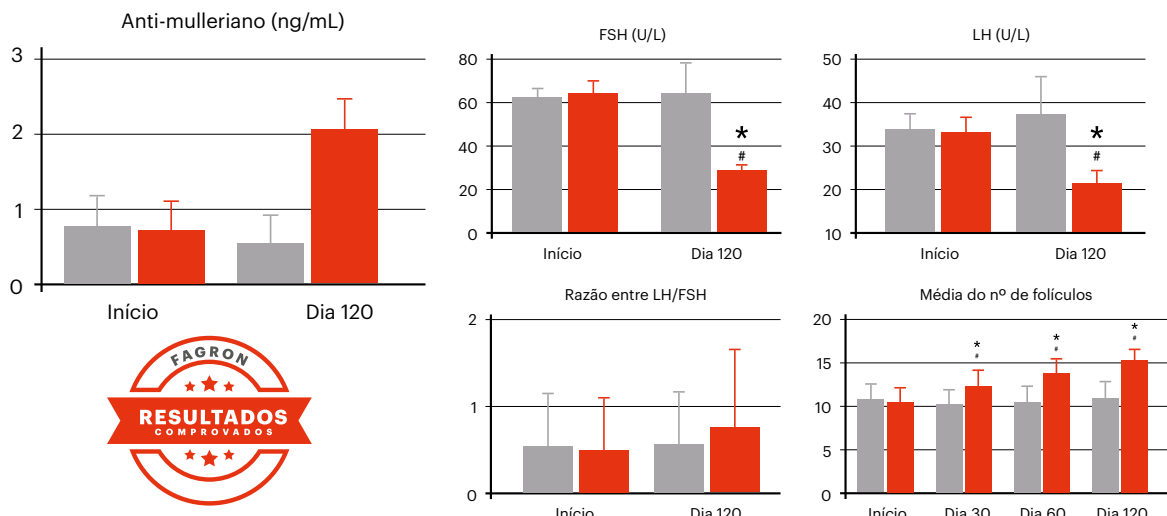 Anti-mulleriano (ng/mL)
3
2
1
0
Início Dia 120
FSH (U/L)
80
60
40
20
0
*
#
Início Dia 120
LH (U/L)
50
40
30
20
10
*
#
Início Dia 120
FAGRON
RESULTADOS
COMPROVADOS
Razão entre LH/FSH
2
1
0
Início Dia 120
Média do nº de folículos
20
15
10
5
0
* * *
# # #
Início Dia 30 Dia 60 Dia 120